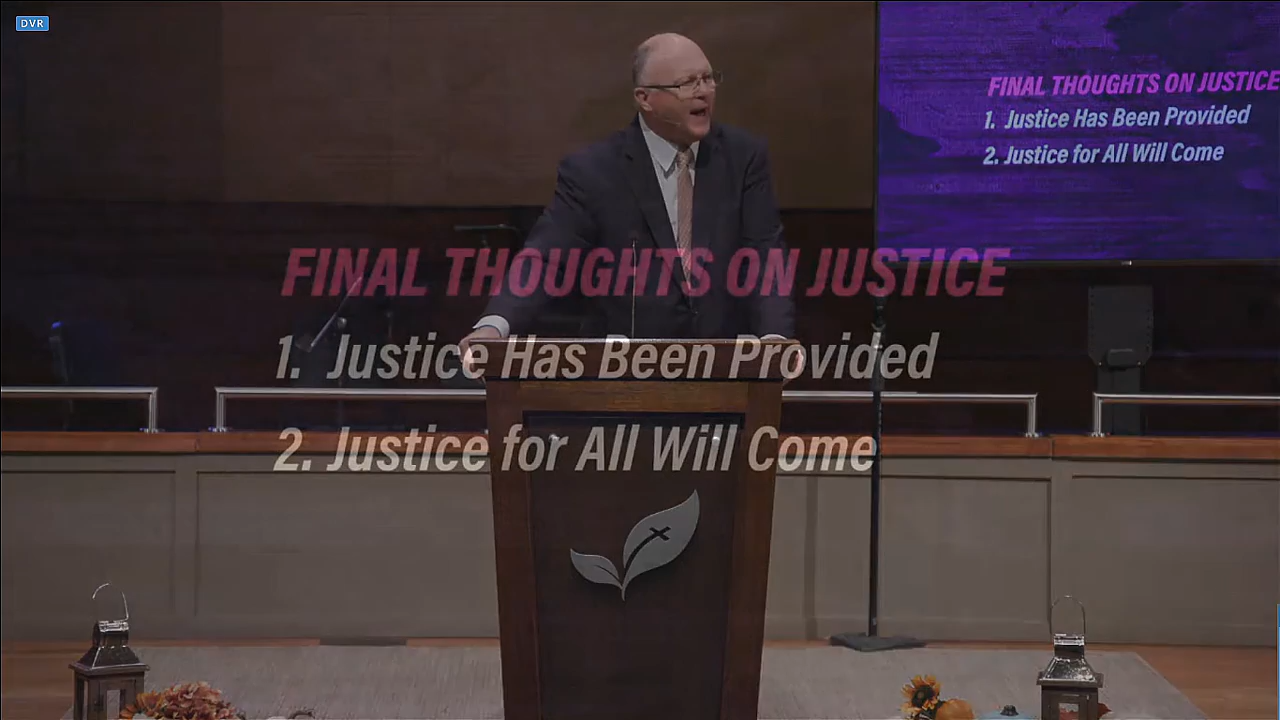 DVR
FINAL THOUGHTS ON JUSTICE
1. Justice Has Been Provided
2. Justice for All Will Come
FINAL THOUGHTS ON JUSTICE
1. Justice Has Been Provided
2. Justice for All Will Come